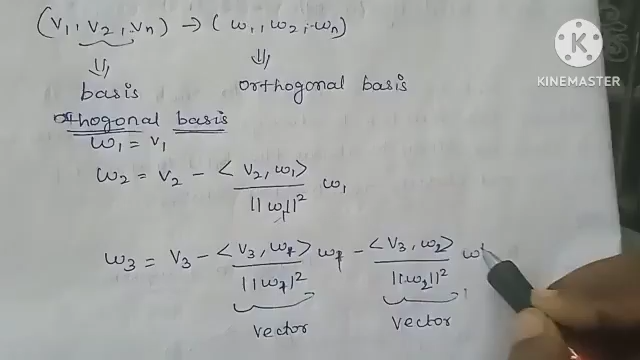 (v₁, v₂, .. vₙ) → (w₁, w₂, .. wₙ)
⇓ ⇓
basis orthogonal basis
orthogonal basis
w₁ = v₁
w₂ = v₂ - <v₂, w₁> / ||w₁||² w₁
w₃ = v₃ - <v₃, w₁> / ||w₁||² w₁ - <v₃, w₂> / ||w₂||² w
vector vector
K
KINEMASTER